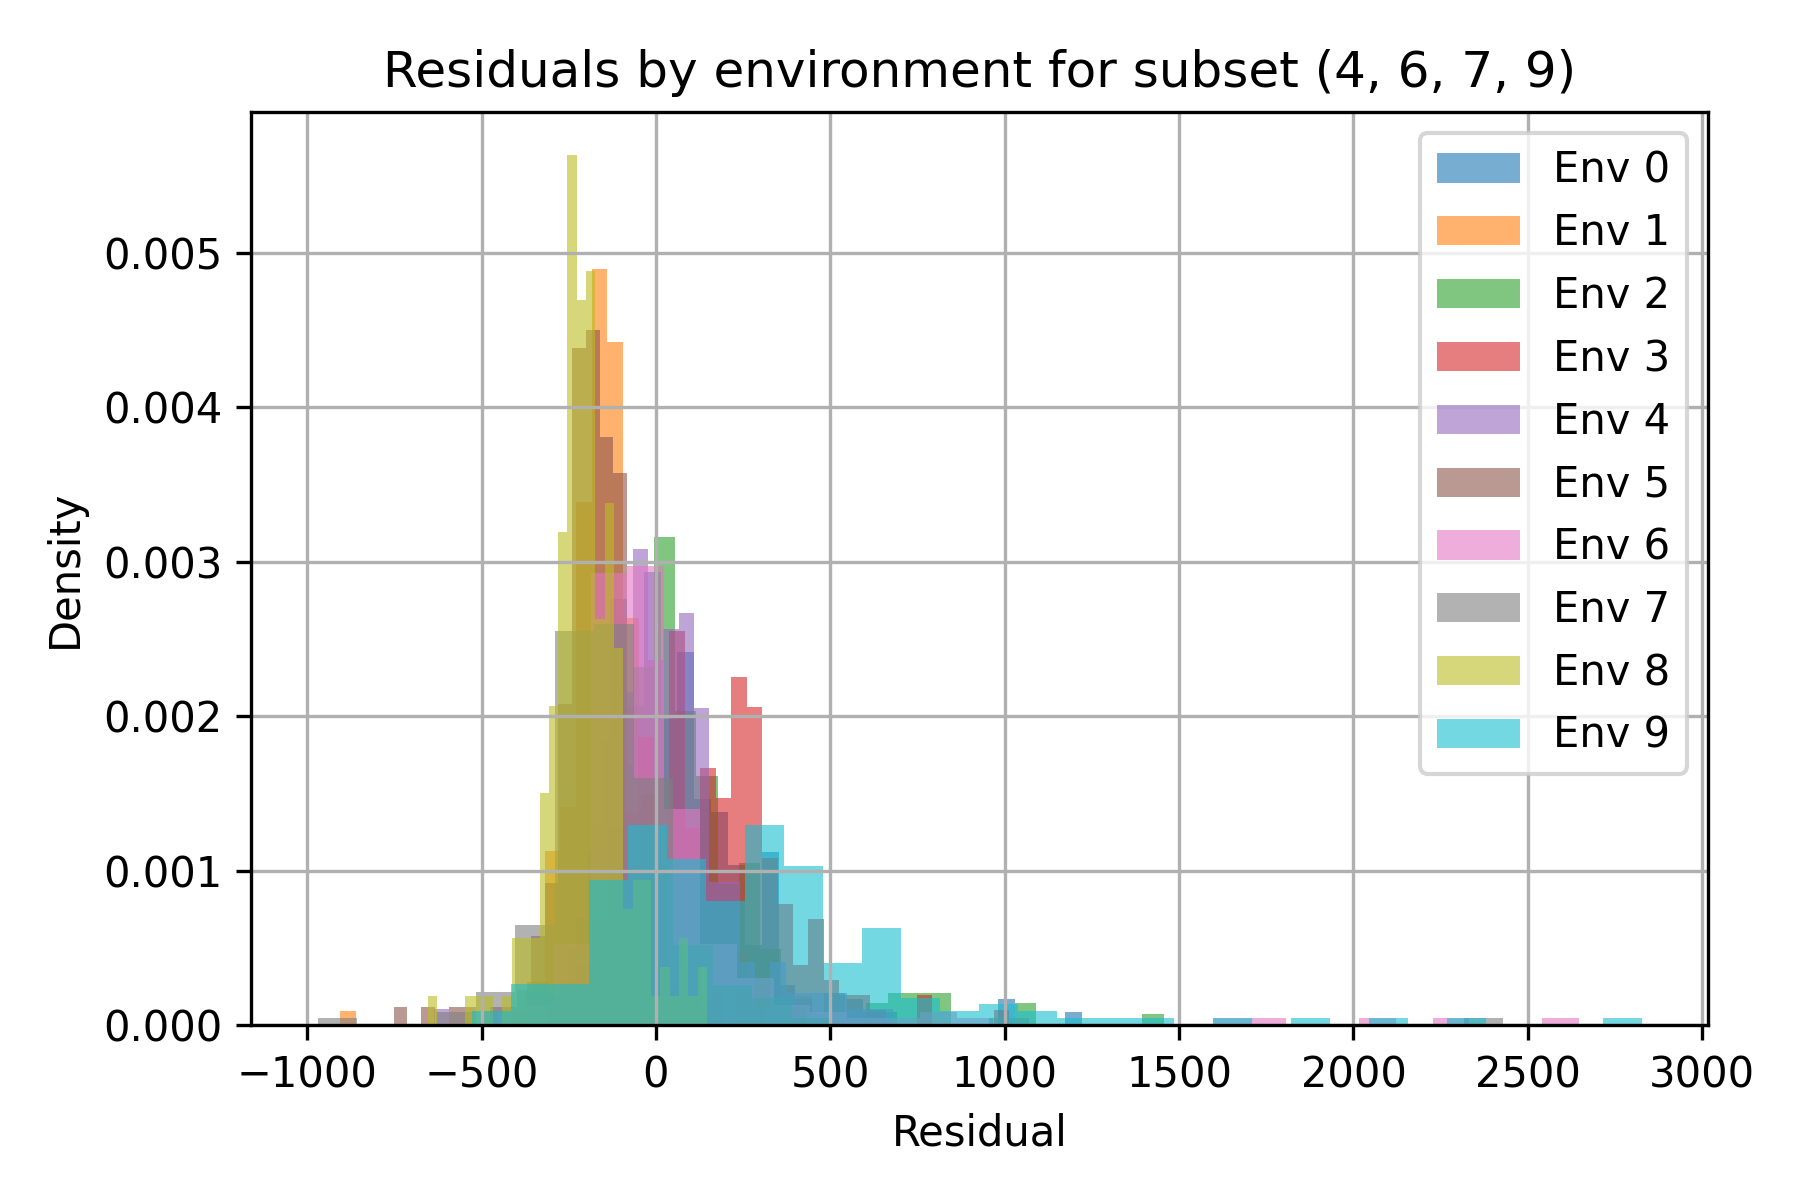 Residuals by environment for subset (4, 6, 7, 9)
Env 0
Env 1
Env 2
Env 3
Env 4
Env 5
Env 6
Env 7
Env 8
Env 9
Density
0.005
0.004
0.003
0.002
0.001
0.000
−1000 −500 0 500 1000 1500 2000 2500 3000
Residual